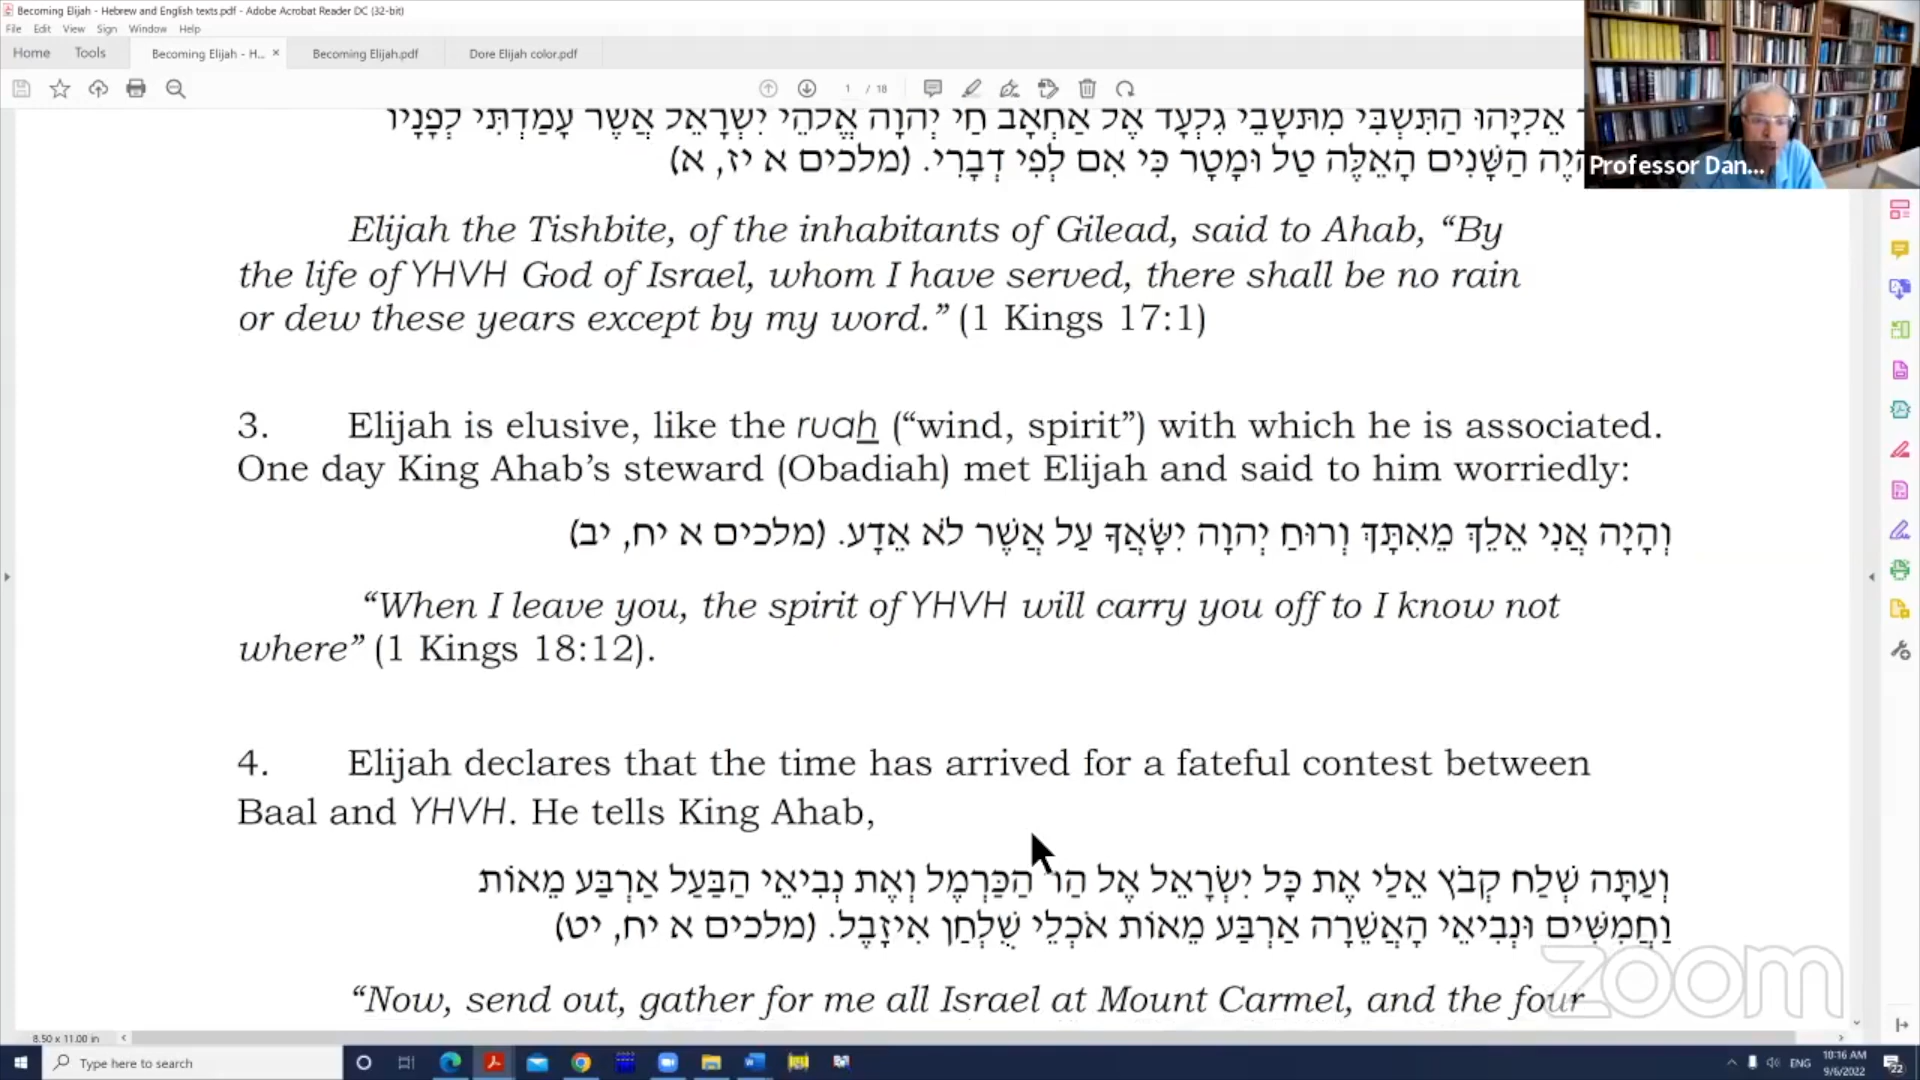 Becoming Elijah - Hebrew and English texts.pdf - Adobe Acrobat Reader DC (32-bit)
File Edit View Sign Window Help
Home Tools Becoming Elijah - H... × Becoming Elijah.pdf Dore Elijah color.pdf
1 / 18
אֵלִיָּהוּ הַתִּשְׁבִּי מִתֹּשָׁבֵי גִלְעָד אֶל אַחְאָב חַי יְהוָה אֱלֹהֵי יִשְׂרָאֵל אֲשֶׁר עָמַדְתִּי לְפָנָיו
הַשָּׁנִים הָאֵלֶּה טַל וּמָטָר כִּי אִם לְפִי דְבָרִי. (מלכים א יז, א)
Professor Dan...
Elijah the Tishbite, of the inhabitants of Gilead, said to Ahab, “By
the life of YHVH God of Israel, whom I have served, there shall be no rain
or dew these years except by my word.” (1 Kings 17:1)
3. Elijah is elusive, like the ruah (“wind, spirit”) with which he is associated.
One day King Ahab’s steward (Obadiah) met Elijah and said to him worriedly:
וְהָיָה אֲנִי אֵלֵךְ מֵאִתָּךְ וְרוּחַ יְהוָה יִשָּׂאֲךָ עַל אֲשֶׁר לֹא אֵדָע. (מלכים א יח, יב)
“When I leave you, the spirit of YHVH will carry you off to I know not
where” (1 Kings 18:12).
4. Elijah declares that the time has arrived for a fateful contest between
Baal and YHVH. He tells King Ahab,
וְעַתָּה שְׁלַח קְבֹץ אֵלַי אֶת כָּל יִשְׂרָאֵל אֶל הַר הַכַּרְמֶל וְאֶת נְבִיאֵי הַבַּעַל אַרְבַּע מֵאוֹת
וַחֲמִשִּׁים וּנְבִיאֵי הָאֲשֵׁרָה אַרְבַּע מֵאוֹת אֹכְלֵי שֻׁלְחַן אִיזָבֶל. (מלכים א יח, יט)
“Now, send out, gather for me all Israel at Mount Carmel, and the four
zoom
8.50 x 11.00 in
Type here to search
ENG
10:16 AM
9/6/2022
22